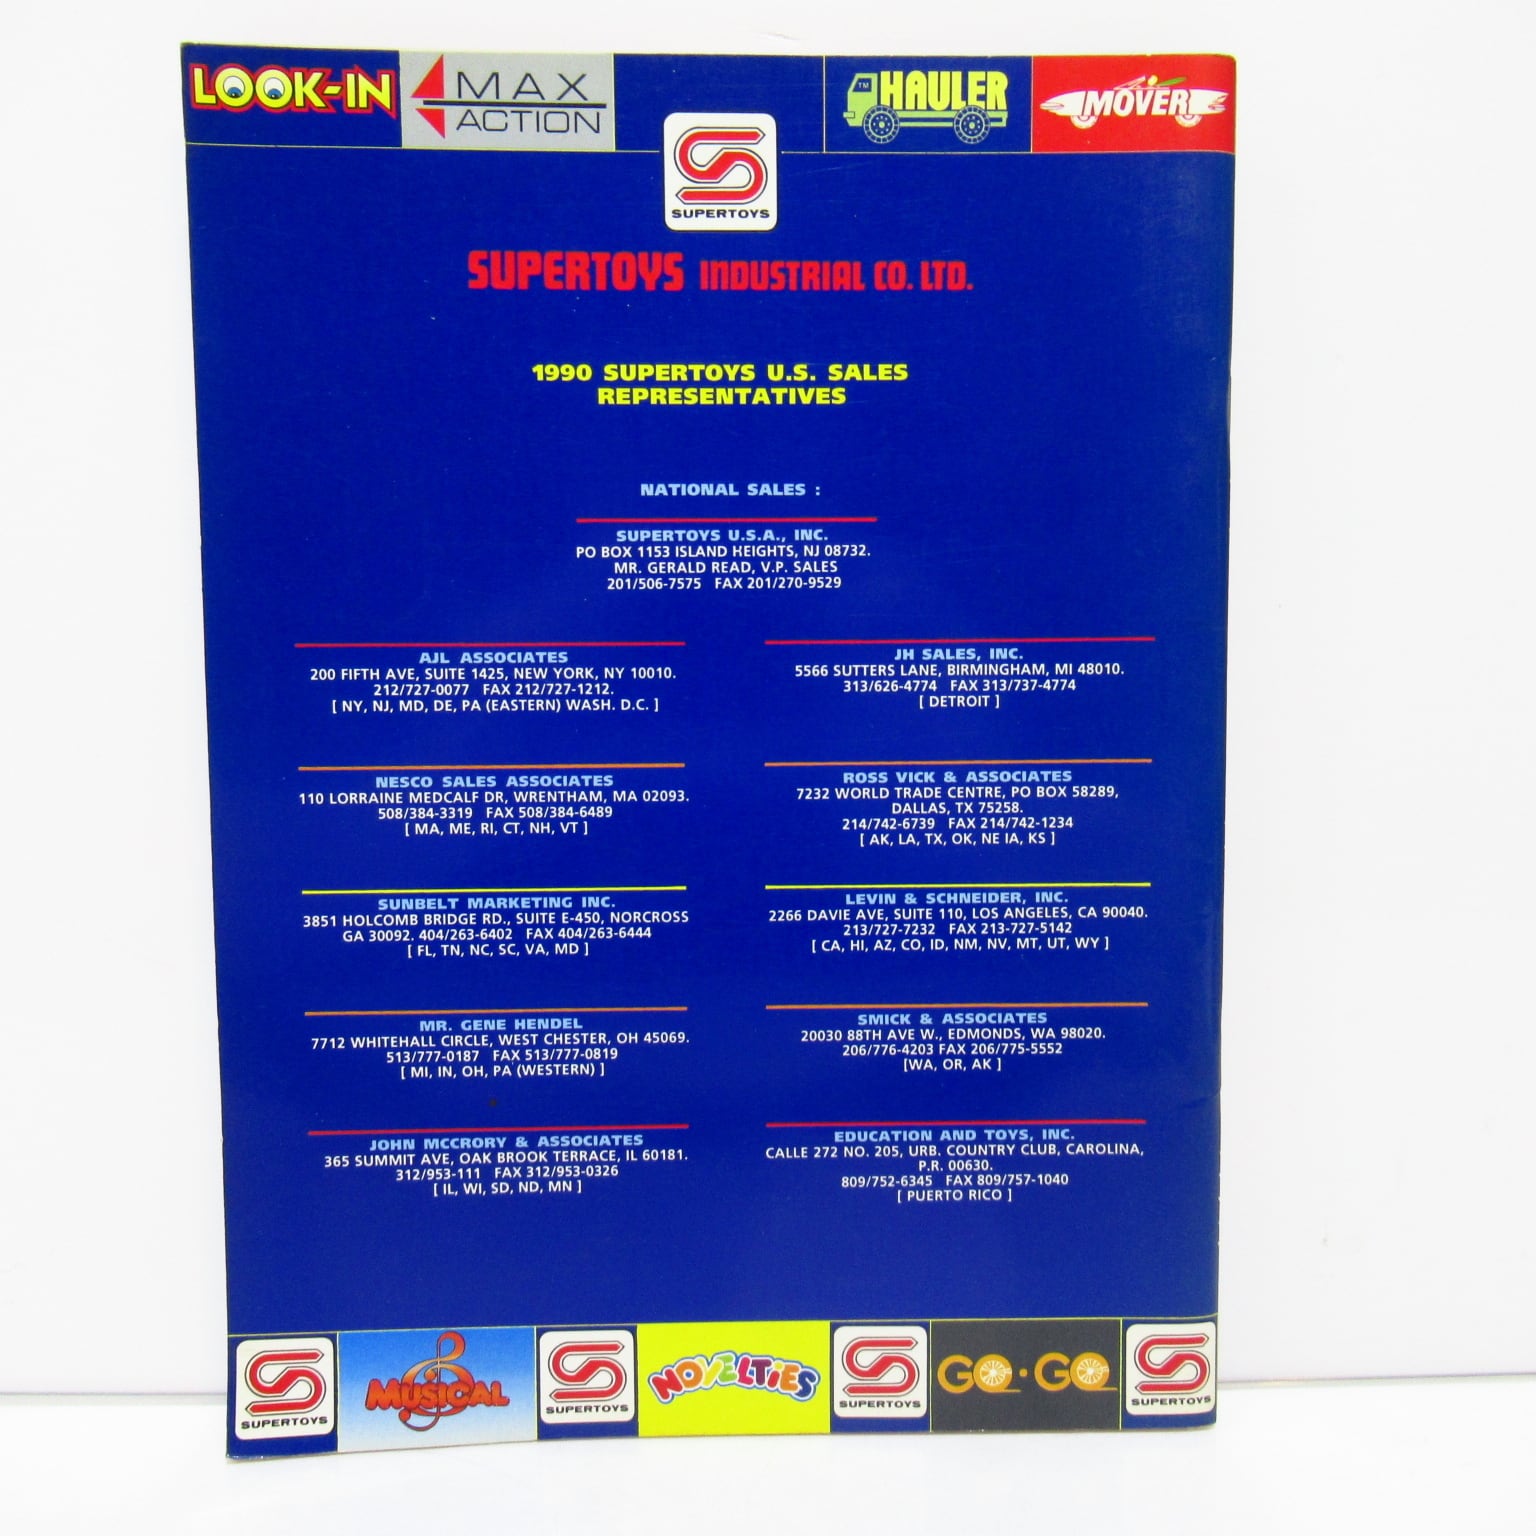 LOOK-IN
MAX
ACTION
TM HAULER
MOVER
SUPERTOYS
SUPERTOYS INDUSTRIAL CO. LTD.
1990 SUPERTOYS U.S. SALES
REPRESENTATIVES
NATIONAL SALES :
SUPERTOYS U.S.A., INC.
PO BOX 1153 ISLAND HEIGHTS, NJ 08732.
MR. GERALD READ, V.P. SALES
201/506-7575 FAX 201/270-9529
AJL ASSOCIATES
200 FIFTH AVE, SUITE 1425, NEW YORK, NY 10010.
212/727-0077 FAX 212/727-1212.
[ NY, NJ, MD, DE, PA (EASTERN) WASH. D.C. ]
NESCO SALES ASSOCIATES
110 LORRAINE MEDCALF DR, WRENTHAM, MA 02093.
508/384-3319 FAX 508/384-6489
[ MA, ME, RI, CT, NH, VT ]
SUNBELT MARKETING INC.
3851 HOLCOMB BRIDGE RD., SUITE E-450, NORCROSS
GA 30092. 404/263-6402 FAX 404/263-6444
[ FL, TN, NC, SC, VA, MD ]
MR. GENE HENDEL
7712 WHITEHALL CIRCLE, WEST CHESTER, OH 45069.
513/777-0187 FAX 513/777-0819
[ MI, IN, OH, PA (WESTERN) ]
JOHN MCCRORY & ASSOCIATES
365 SUMMIT AVE, OAK BROOK TERRACE, IL 60181.
312/953-111 FAX 312/953-0326
[ IL, WI, SD, ND, MN ]
JH SALES, INC.
5566 SUTTERS LANE, BIRMINGHAM, MI 48010.
313/626-4774 FAX 313/737-4774
[ DETROIT ]
ROSS VICK & ASSOCIATES
7232 WORLD TRADE CENTRE, PO BOX 58289,
DALLAS, TX 75258.
214/742-6739 FAX 214/742-1234
[ AK, LA, TX, OK, NE IA, KS ]
LEVIN & SCHNEIDER, INC.
2266 DAVIE AVE, SUITE 110, LOS ANGELES, CA 90040.
213/727-7232 FAX 213-727-5142
[ CA, HI, AZ, CO, ID, NM, NV, MT, UT, WY ]
SMICK & ASSOCIATES
20030 88TH AVE W., EDMONDS, WA 98020.
206/776-4203 FAX 206/775-5552
[WA, OR, AK ]
EDUCATION AND TOYS, INC.
CALLE 272 NO. 205, URB. COUNTRY CLUB, CAROLINA,
P.R. 00630.
809/752-6345 FAX 809/757-1040
[ PUERTO RICO ]
SUPERTOYS
MUSICAL
SUPERTOYS
NOVELTIES
SUPERTOYS
GO·GO
SUPERTOYS